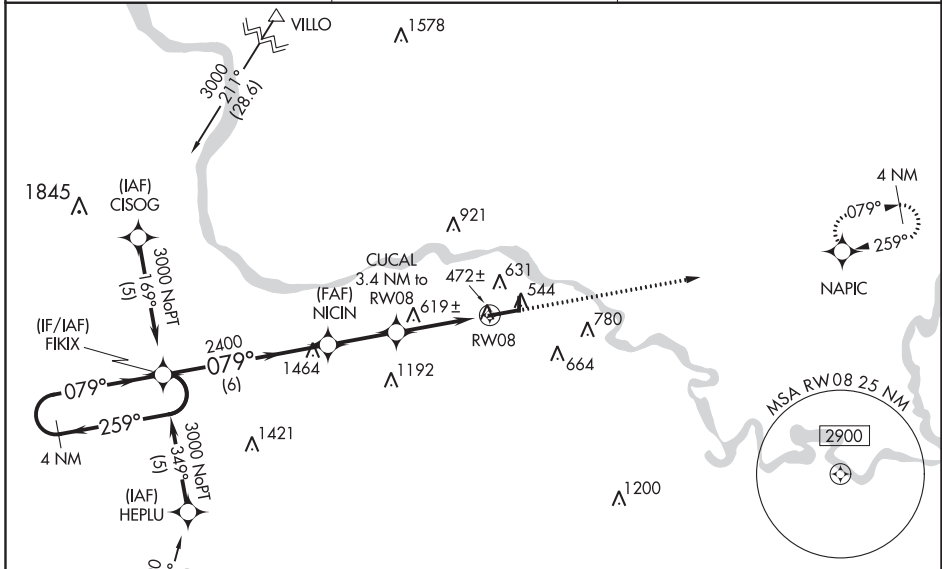 VILLO
1578
3000
211°
(28.6)
1845
(IAF)
CISOG
3000 NoPT
169°
(5)
921
CUCAL
3.4 NM to
RW08
(FAF)
NICIN
472±
631
544
619±
RW08
780
664
4 NM
079°
259°
NAPIC
(IF/IAF)
FIKIX
2400
079°
(6)
1464
1192
079°
259°
4 NM
1421
3000 NoPT
349°
(5)
(IAF)
HEPLU
1200
MSA RW08 25 NM
2900